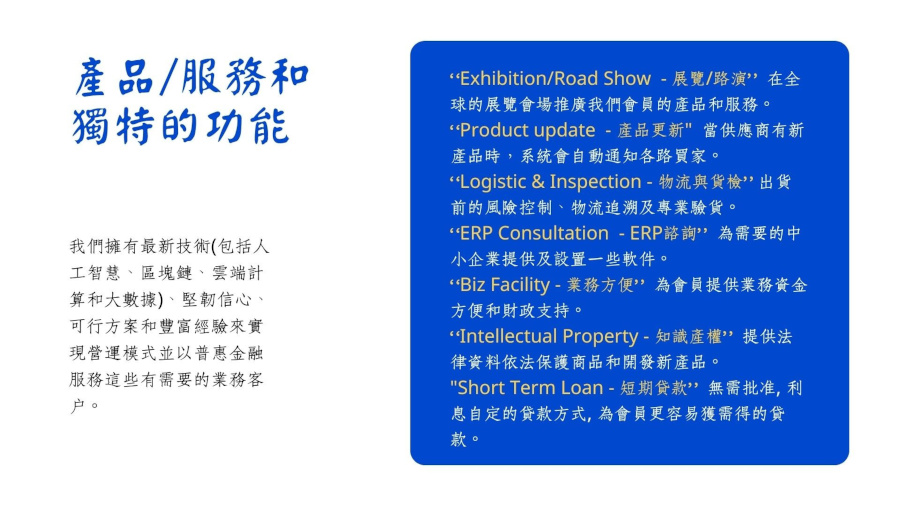 產品/服務和
獨特的功能
我們擁有最新技術(包括人
工智慧、區塊鏈、雲端計
算和大數據)、堅韌信心、
可行方案和豐富經驗來實
現營運模式並以普惠金融
服務這些有需要的業務客
户。
“Exhibition/Road Show - 展覽/路演” 在全
球的展覽會場推廣我們會員的產品和服務。
“Product update - 產品更新" 當供應商有新
產品時，系統會自動通知各路買家。
“Logistic & Inspection - 物流與貨檢” 出貨
前的風險控制、物流追溯及專業驗貨。
“ERP Consultation - ERP諮詢” 為需要的中
小企業提供及設置一些軟件。
“Biz Facility - 業務方便” 為會員提供業務資金
方便和財政支持。
“Intellectual Property - 知識產權” 提供法
律資料依法保護商品和開發新產品。
"Short Term Loan - 短期貸款” 無需批准, 利
息自定的貸款方式, 為會員更容易獲需得的貸
款。